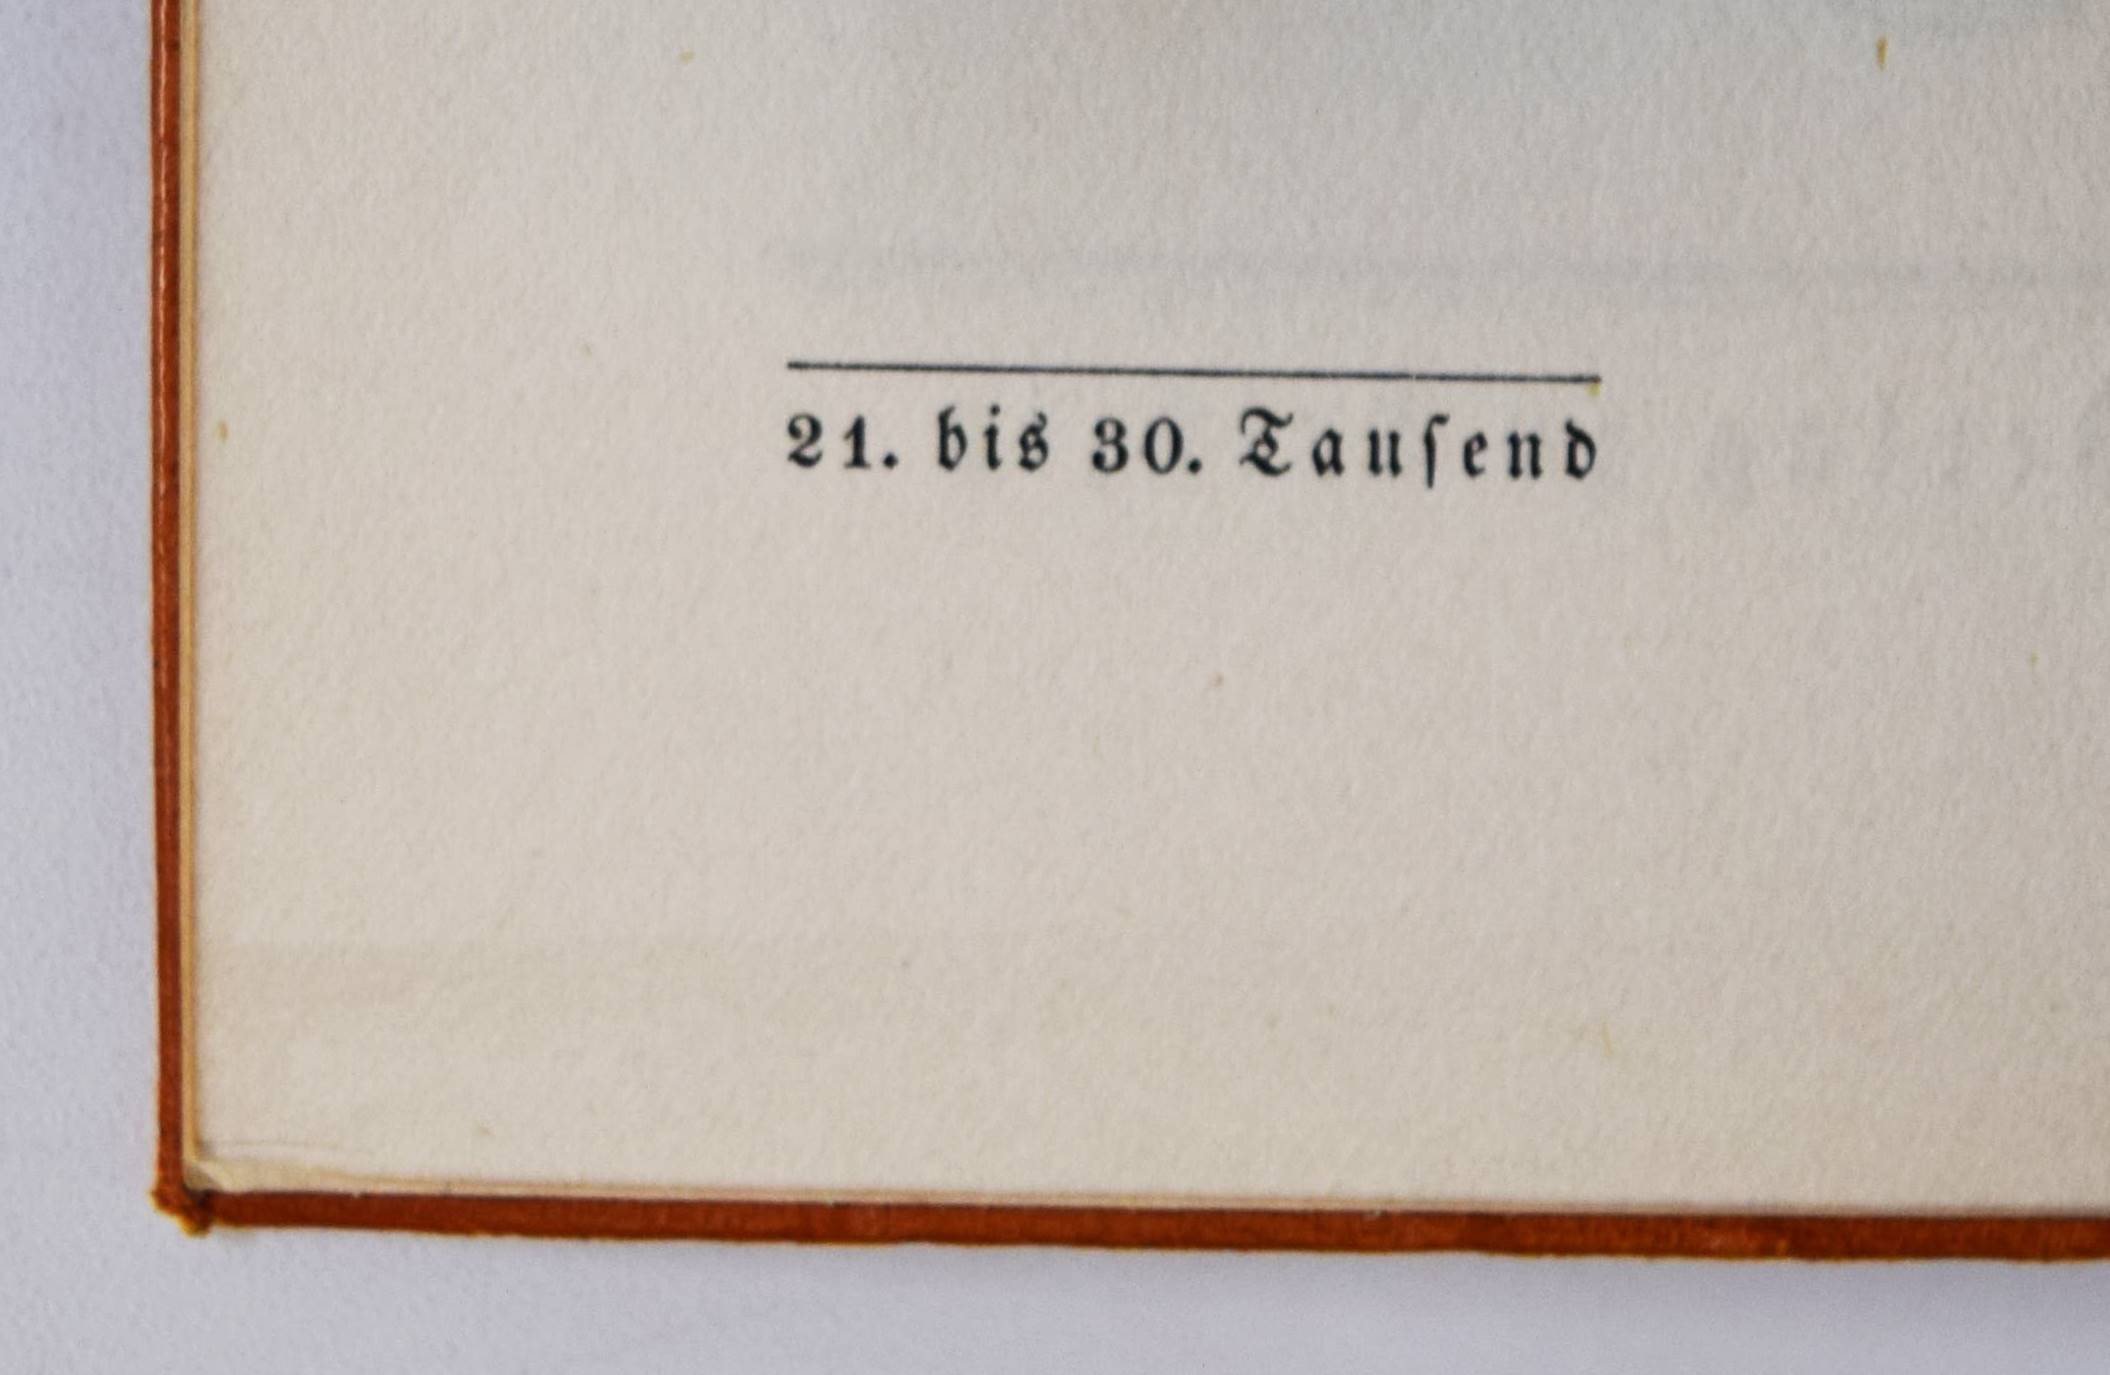 21. bis 30. Tauſend